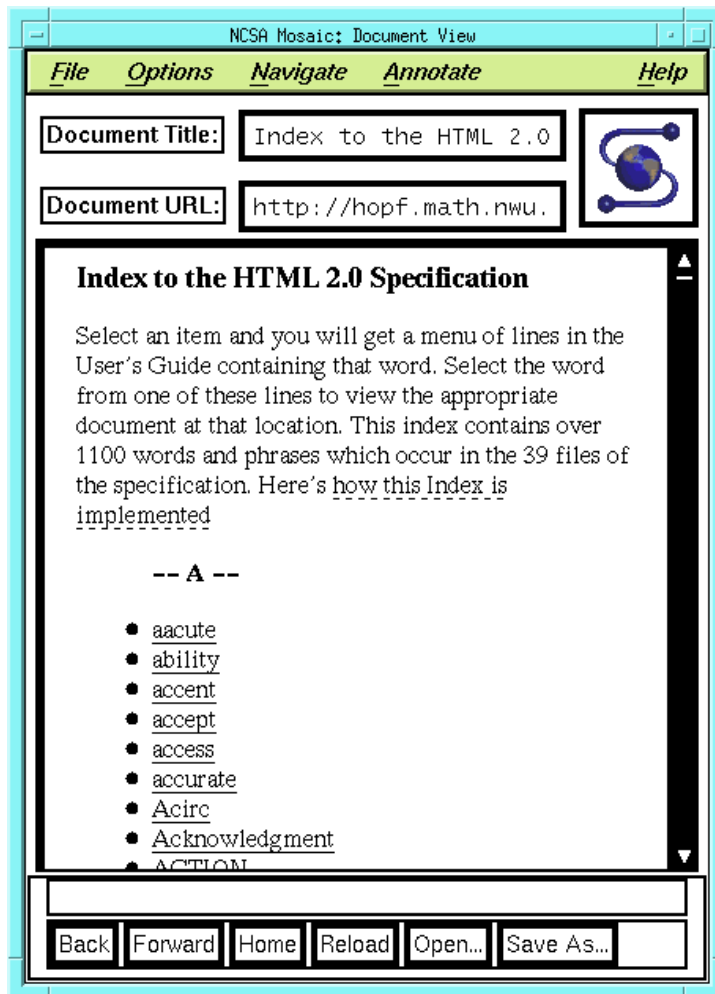 NCSA Mosaic: Document View
File Options Navigate Annotate Help
Document Title: Index to the HTML 2.0
Document URL: http://hopf.math.nwu.
Index to the HTML 2.0 Specification
Select an item and you will get a menu of lines in the
User's Guide containing that word. Select the word
from one of these lines to view the appropriate
document at that location. This index contains over
1100 words and phrases which occur in the 39 files of
the specification. Here's how this Index is
implemented
-- A --
aacute
ability
accent
accept
access
accurate
Acirc
Acknowledgment
ACTION
Back Forward Home Reload Open... Save As...